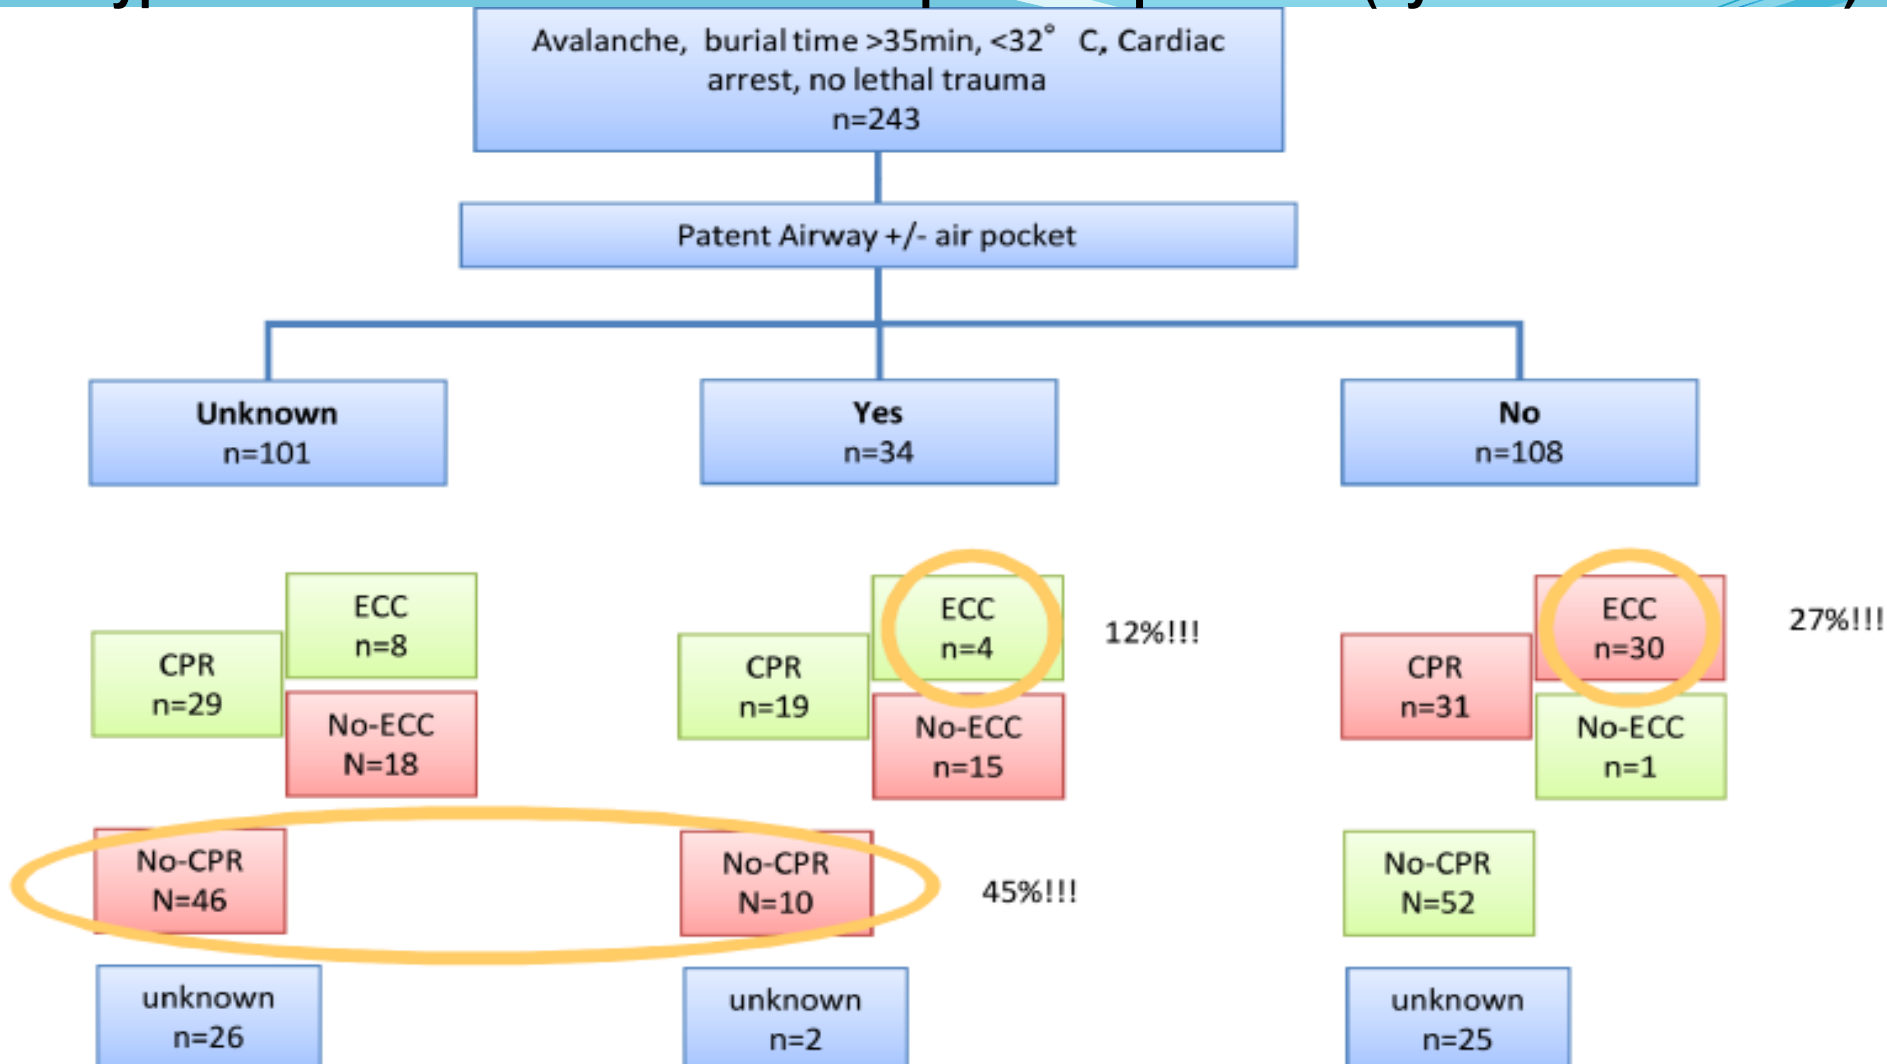 Avalanche, burial time >35min, <32° C, Cardiac
arrest, no lethal trauma
n=243
Patent Airway +/- air pocket
Unknown
n=101
Yes
n=34
No
n=108
ECC
n=8
CPR
n=29
No-ECC
N=18
ECC
n=4
12%!!!
CPR
n=19
No-ECC
n=15
ECC
n=30
27%!!!
CPR
n=31
No-ECC
n=1
No-CPR
N=46
No-CPR
N=10
45%!!!
No-CPR
N=52
unknown
n=26
unknown
n=2
unknown
n=25